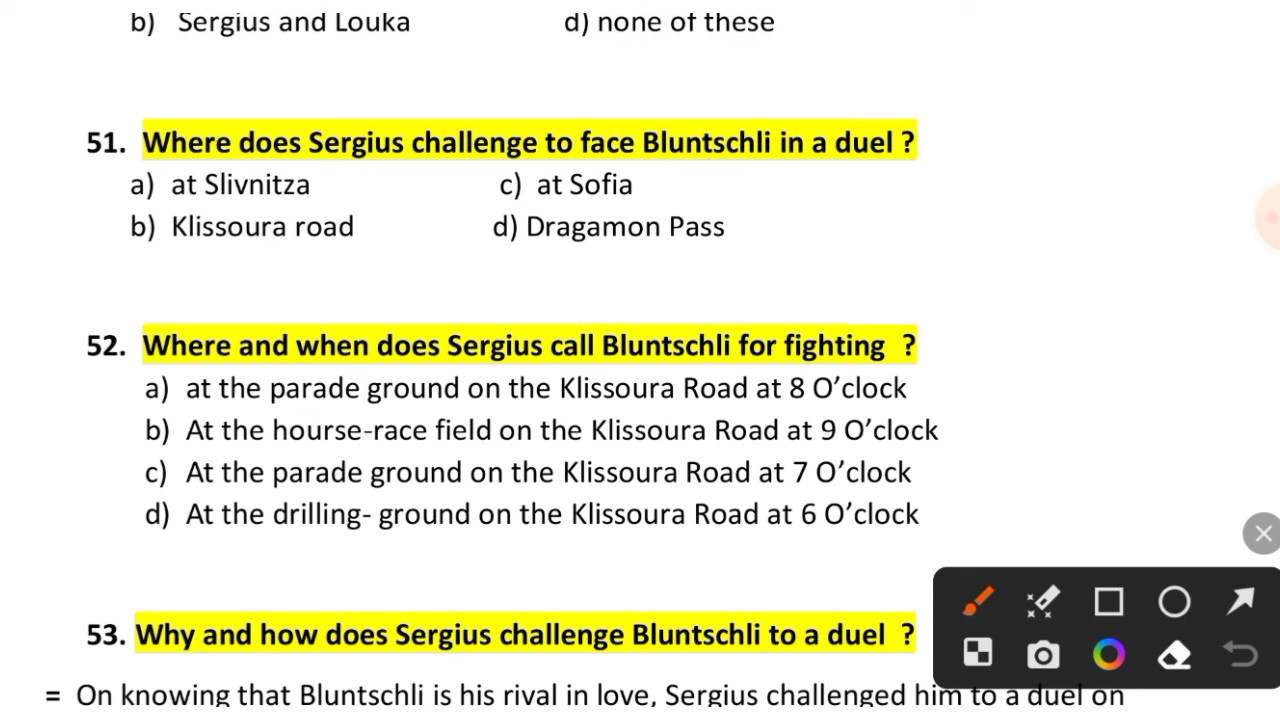 b) Sergius and Louka d) none of these
51. Where does Sergius challenge to face Bluntschli in a duel ?
a) at Slivnitza c) at Sofia
b) Klissoura road d) Dragamon Pass
52. Where and when does Sergius call Bluntschli for fighting ?
a) at the parade ground on the Klissoura Road at 8 O’clock
b) At the hourse-race field on the Klissoura Road at 9 O’clock
c) At the parade ground on the Klissoura Road at 7 O’clock
d) At the drilling- ground on the Klissoura Road at 6 O’clock
53. Why and how does Sergius challenge Bluntschli to a duel ?
= On knowing that Bluntschli is his rival in love, Sergius challenged him to a duel on